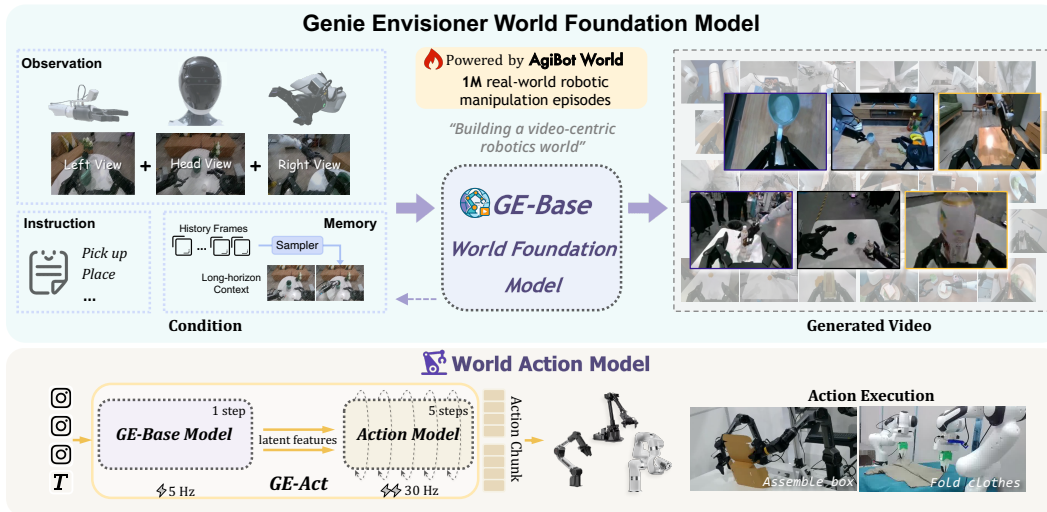 Genie Envisioner World Foundation Model
Observation
Left View
+
Head View
+
Right View
Instruction
Pick up
Place
...
Memory
History Frames
...
Sampler
Long-horizon
Context
Condition
Powered by AgiBot World
1M real-world robotic
manipulation episodes
“Building a video-centric
robotics world”
GE-Base
World Foundation
Model
Generated Video
World Action Model
T
1 step
GE-Base Model
5 Hz
latent features
GE-Act
5 steps
Action Model
30 Hz
Action Chunk
Action Execution
Assemble box
Fold clothes